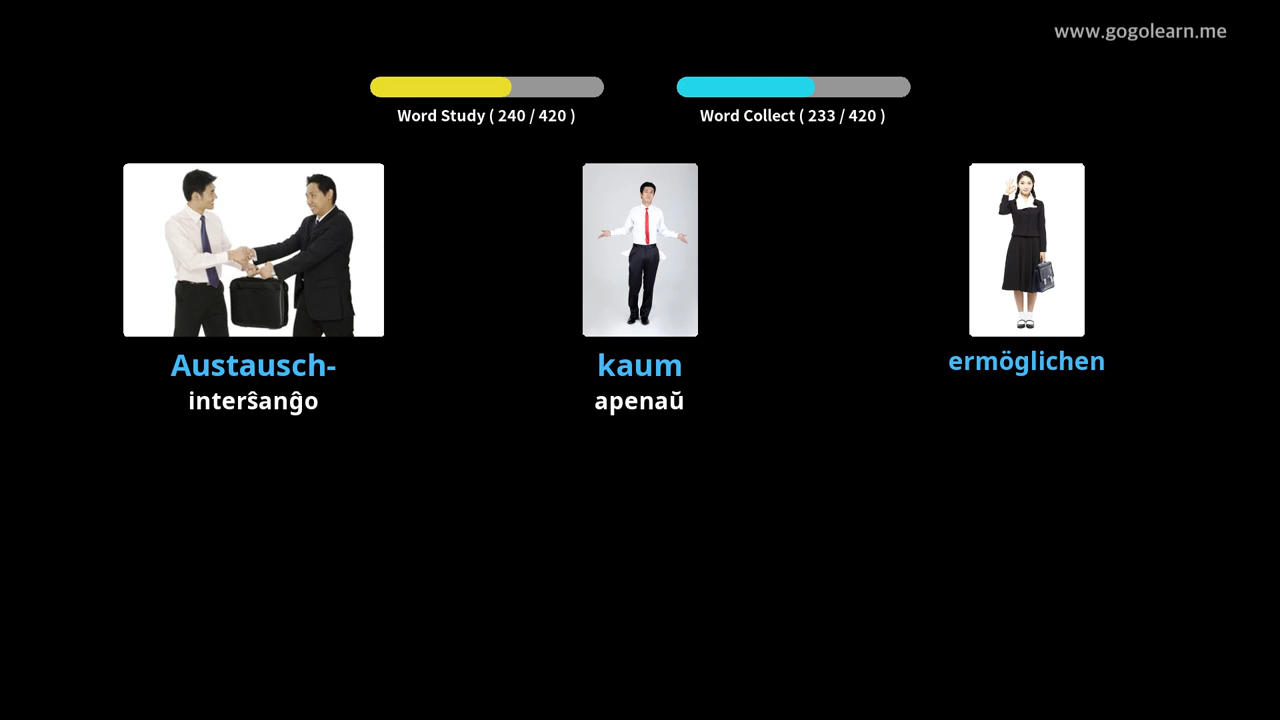 www.gogolearn.me
Word Study ( 240 / 420 )
Word Collect ( 233 / 420 )
Austausch-
interŝanĝo
kaum
apenaŭ
ermöglichen